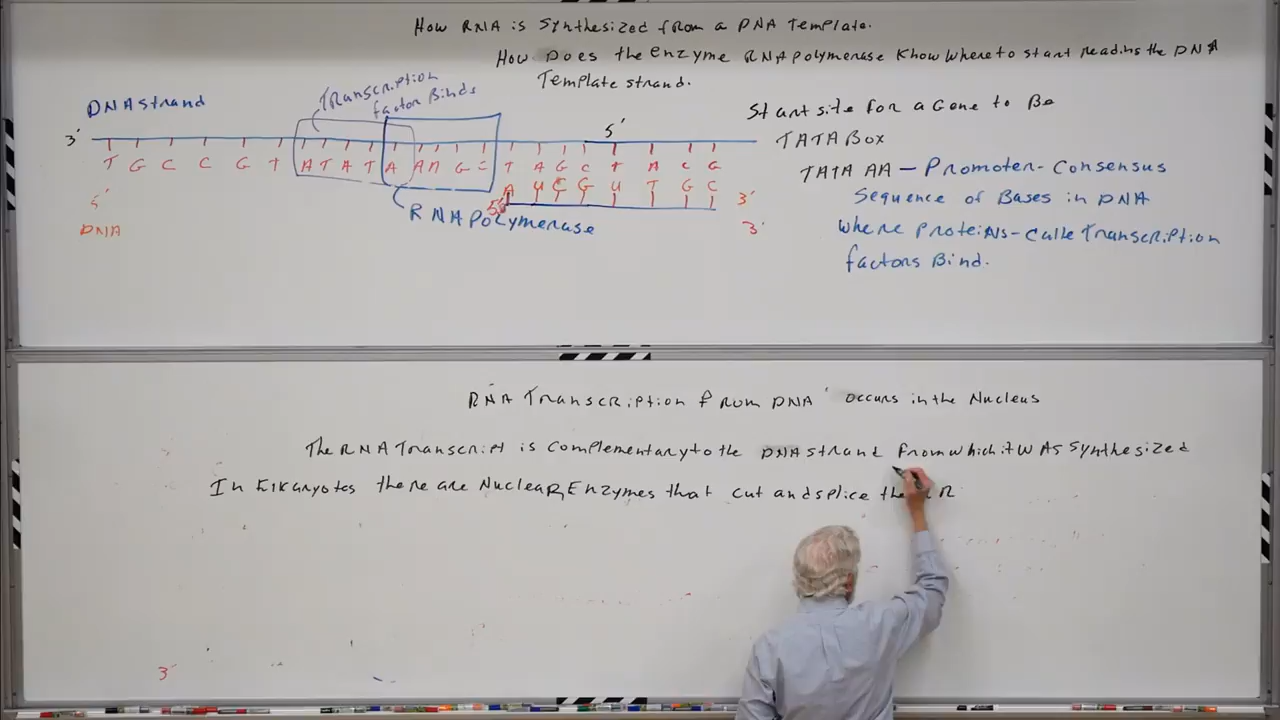 How RNA is Synthesized from a DNA Template.
How Does the enzyme RNA polymerase Know Where to start reading the DNA
Template strand.
DNA strand
Transcription
factor Binds
Start site for a Gene to Be
3' 5'
TATA Box
T G C C G T A T A T A A G C T A G C T A C G
TATA AA – Promoter - Consensus
A U C G U T G C
5' 5' 3'
Sequence of Bases in DNA
RNA Polymerase
DNA 3'
where Proteins - calle Transcription
factors Bind.
RNA Transcription from DNA occurs in the Nucleus
The RNA Transcript is complementary to the DNA strand from which it WAS synthesized
In Eikaryotes there are Nuclear Enzymes that cut and splice the R
3'